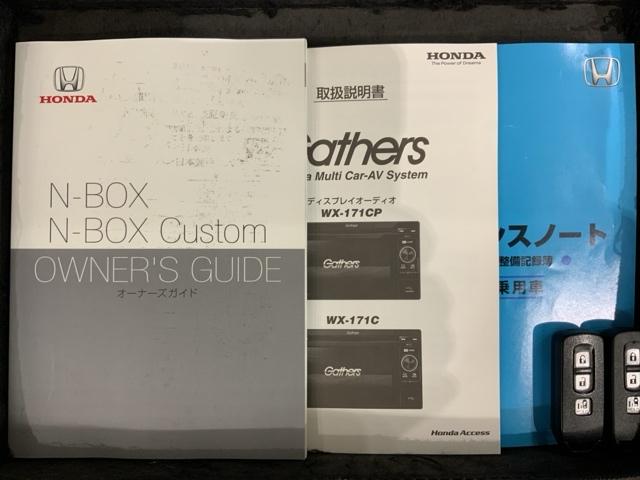 HONDA
N-BOX
N-BOX Custom
OWNER'S GUIDE
オーナーズガイド
HONDA
The Power of Dreams
取扱説明書
Gathers
Multi Car-AV System
ディスプレイオーディオ
WX-171CP
Gathers
WX-171C
Gathers
Gathers
Honda Access
スノート
整備記録簿
乗用車